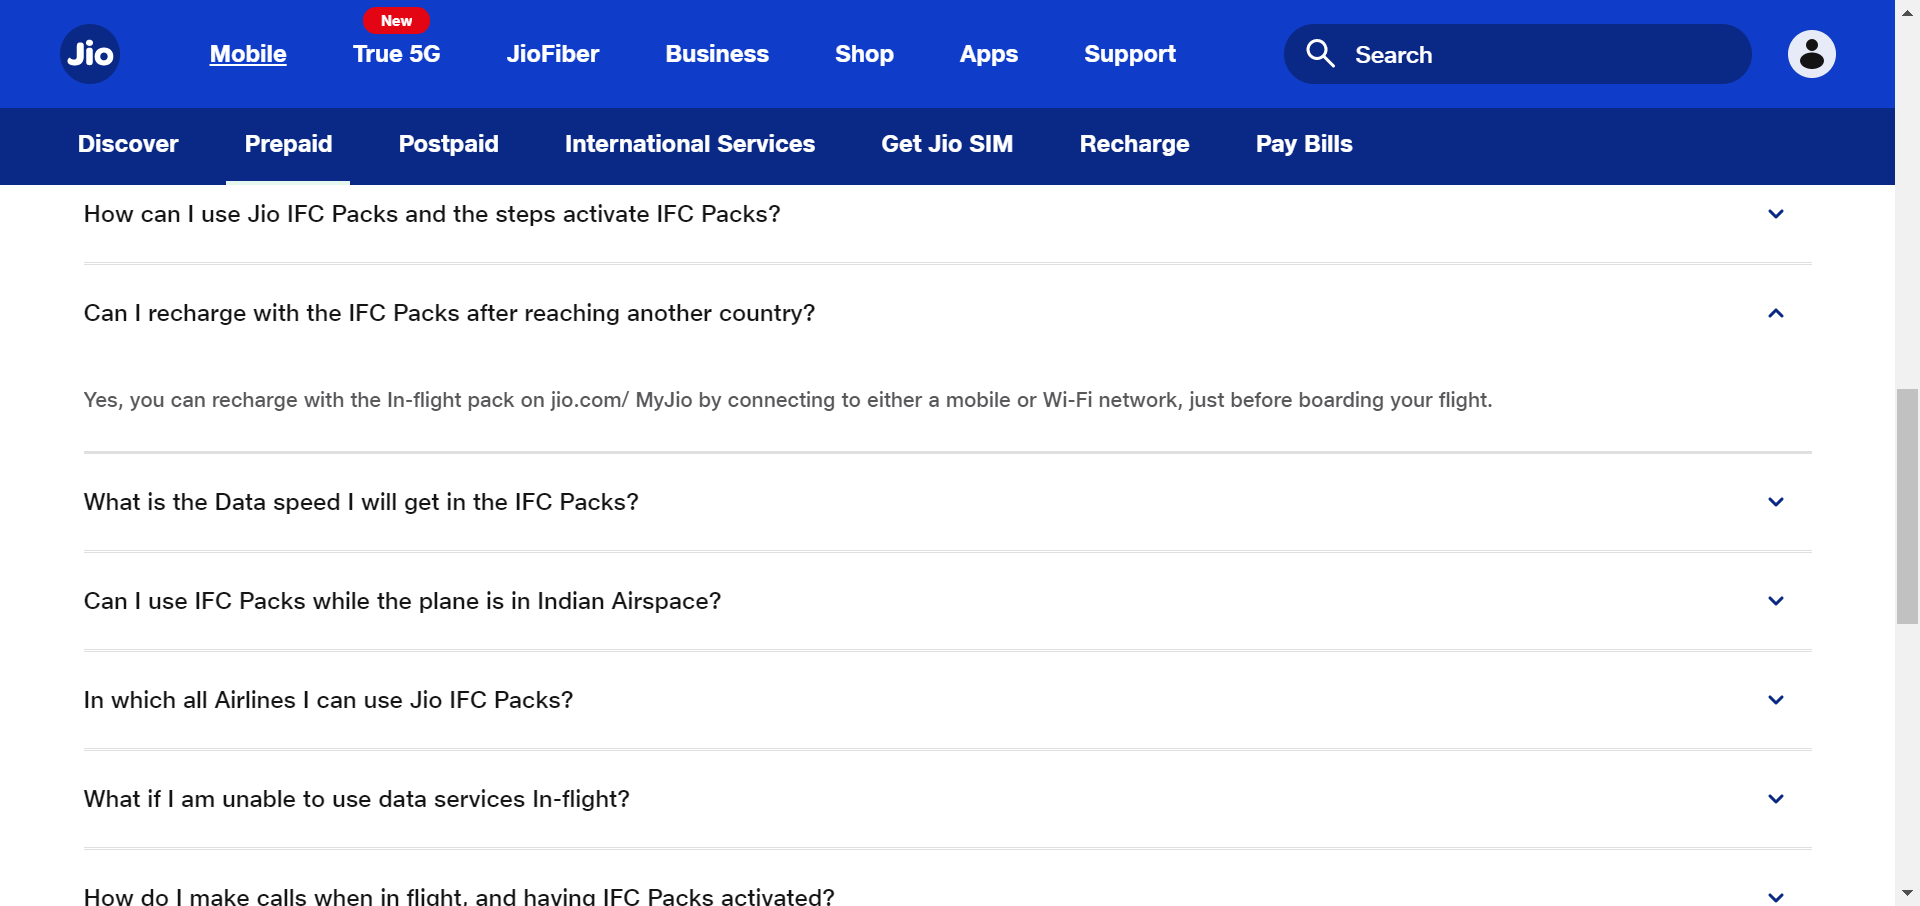 New
Jio Mobile True 5G JioFiber Business Shop Apps Support Search
Discover Prepaid Postpaid International Services Get Jio SIM Recharge Pay Bills
How can I use Jio IFC Packs and the steps activate IFC Packs?
Can I recharge with the IFC Packs after reaching another country?
Yes, you can recharge with the In-flight pack on jio.com/ MyJio by connecting to either a mobile or Wi-Fi network, just before boarding your flight.
What is the Data speed I will get in the IFC Packs?
Can I use IFC Packs while the plane is in Indian Airspace?
In which all Airlines I can use Jio IFC Packs?
What if I am unable to use data services In-flight?
How do I make calls when in flight, and having IFC Packs activated?